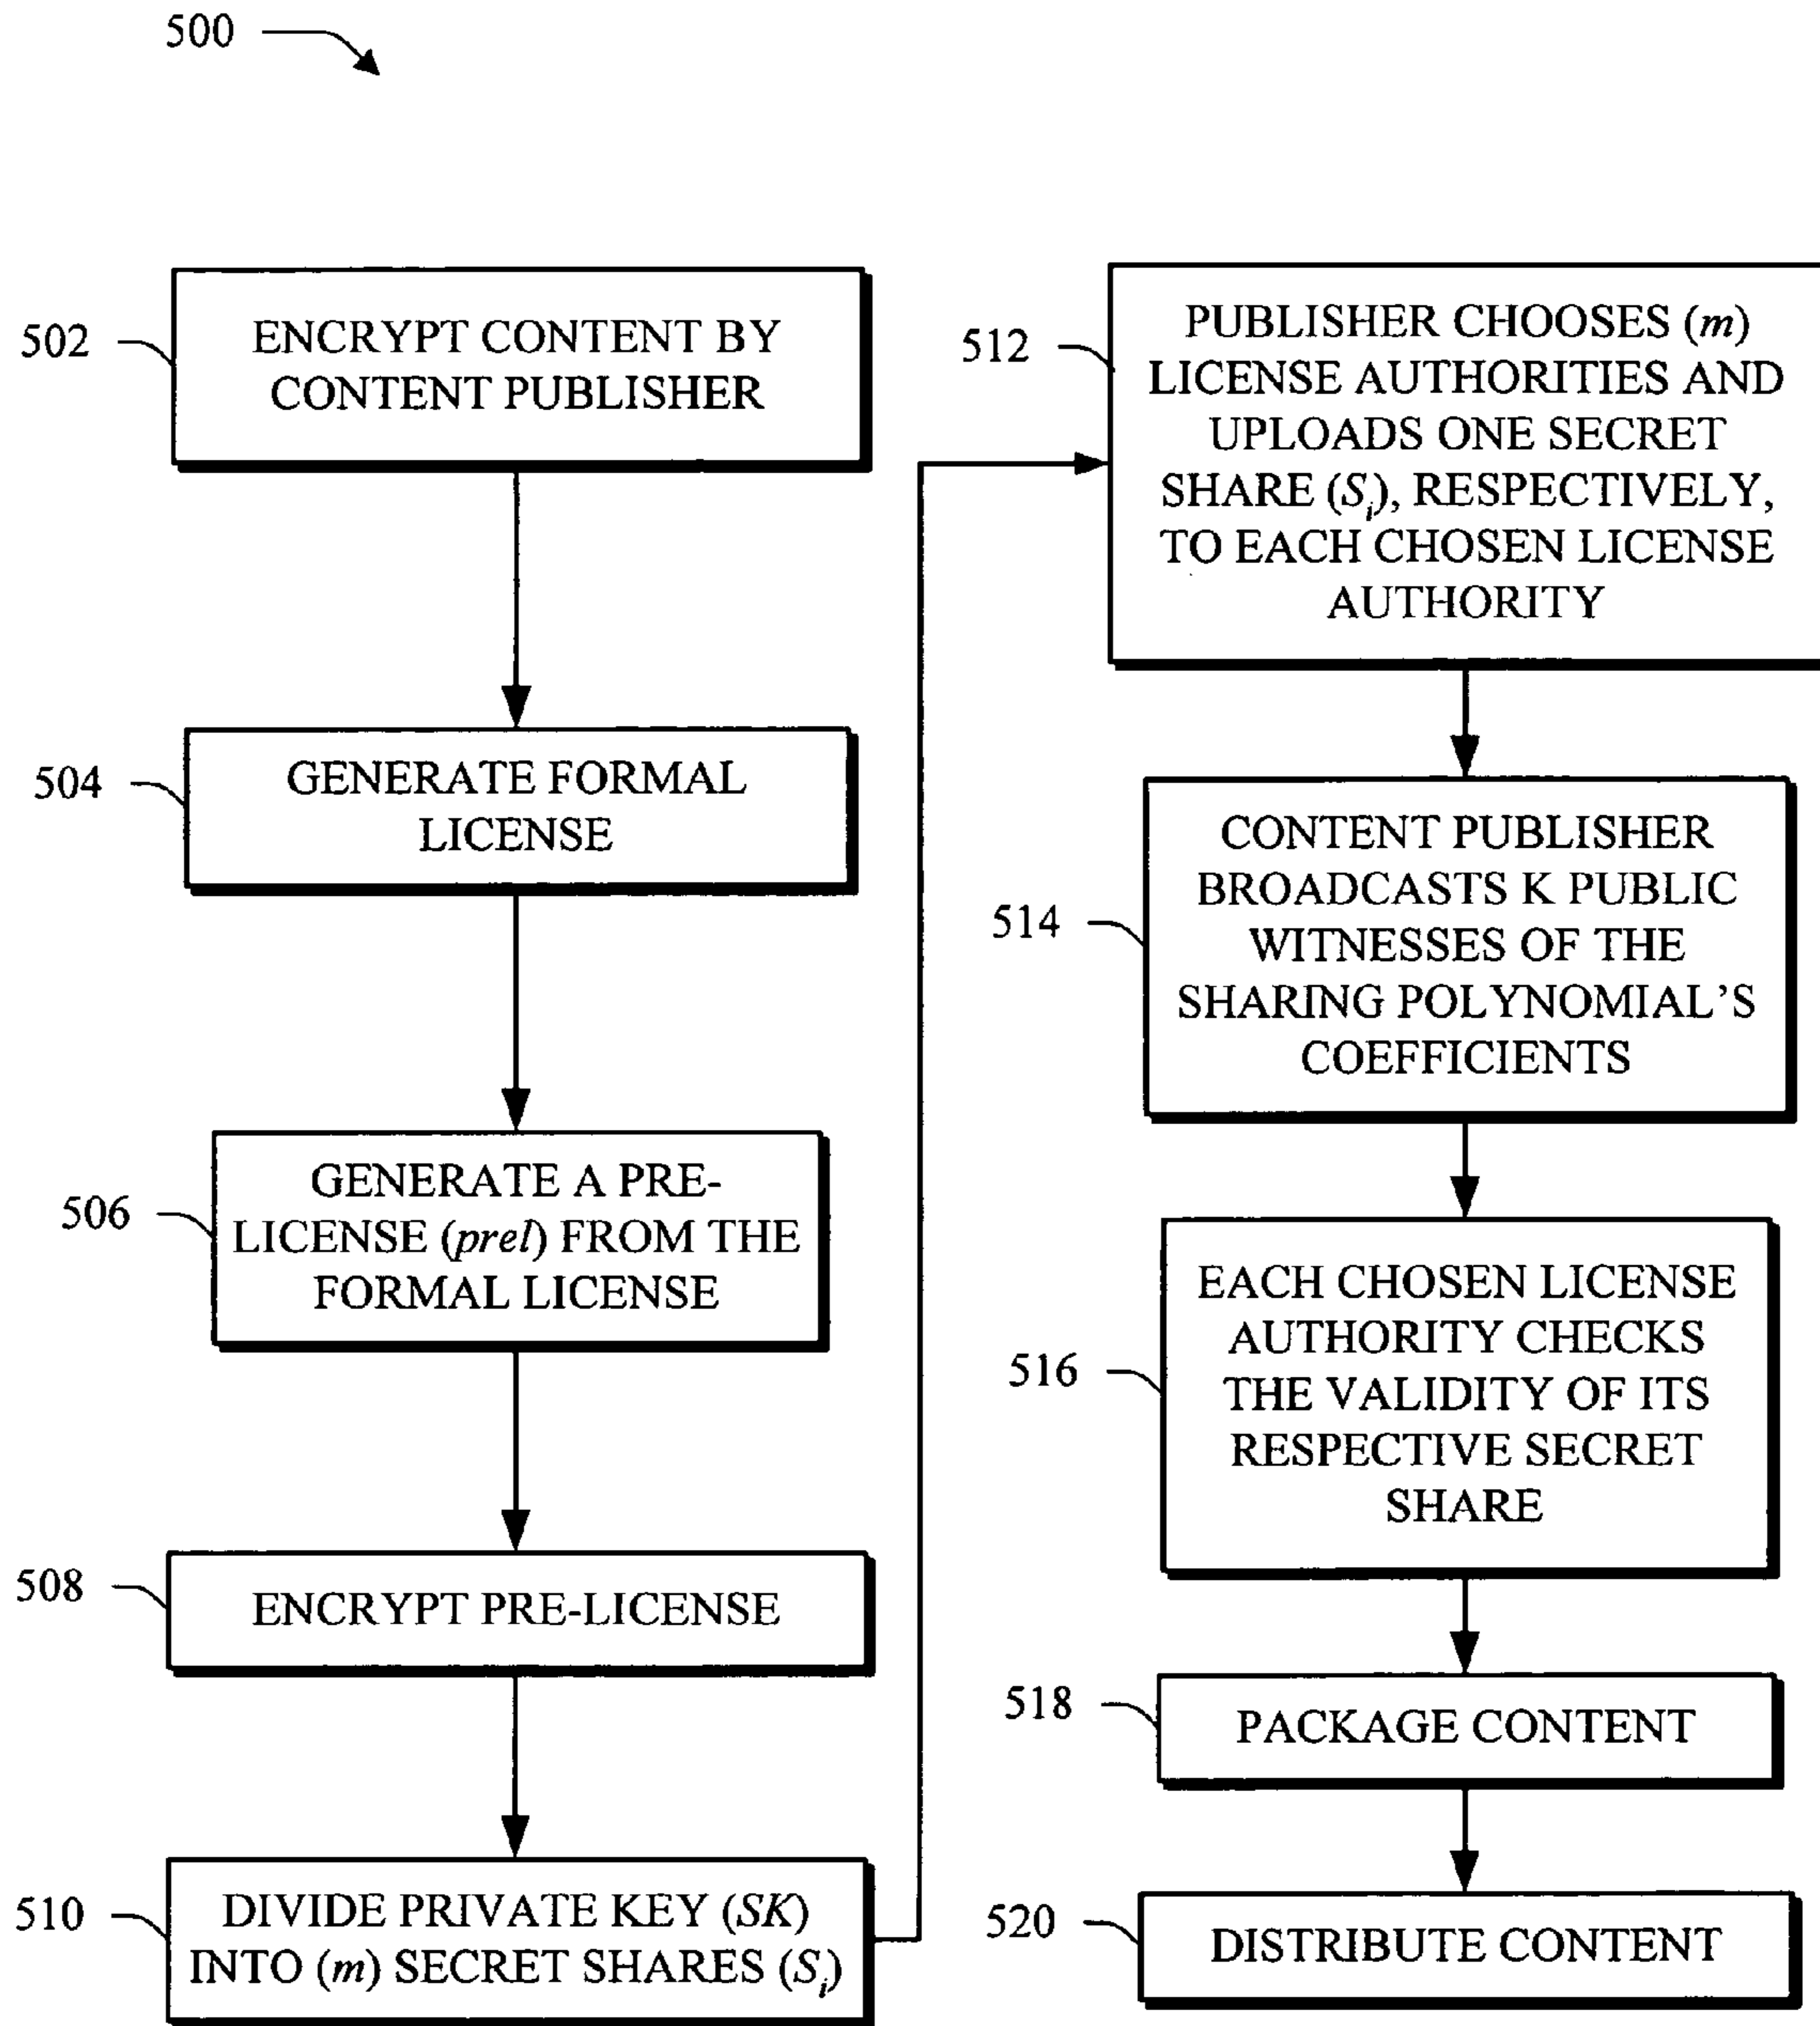 500
502
ENCRYPT CONTENT BY
CONTENT PUBLISHER
504
GENERATE FORMAL
LICENSE
506
GENERATE A PRE-
LICENSE (prel) FROM THE
FORMAL LICENSE
508
ENCRYPT PRE-LICENSE
510
DIVIDE PRIVATE KEY (SK)
INTO (m) SECRET SHARES (Si)
512
PUBLISHER CHOOSES (m)
LICENSE AUTHORITIES AND
UPLOADS ONE SECRET
SHARE (Si), RESPECTIVELY,
TO EACH CHOSEN LICENSE
AUTHORITY
514
CONTENT PUBLISHER
BROADCASTS K PUBLIC
WITNESSES OF THE
SHARING POLYNOMIAL'S
COEFFICIENTS
516
EACH CHOSEN LICENSE
AUTHORITY CHECKS
THE VALIDITY OF ITS
RESPECTIVE SECRET
SHARE
518
PACKAGE CONTENT
520
DISTRIBUTE CONTENT